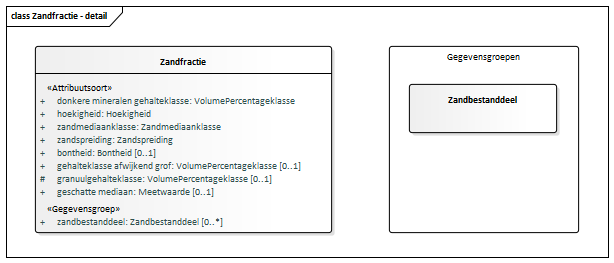 class Zandfractie - detail
Zandfractie
«Attribuutsoort»
+ donkere mineralen gehalteklasse: VolumePercentageklasse
+ hoekigheid: Hoekigheid
+ zandmediaanklasse: Zandmediaanklasse
+ zandspreiding: Zandspreiding
+ bontheid: Bontheid [0..1]
+ gehalteklasse afwijkend grof: VolumePercentageklasse [0..1]
# granuulgehalteklasse: VolumePercentageklasse [0..1]
+ geschatte mediaan: Meetwaarde [0..1]
«Gegevensgroep»
+ zandbestanddeel: Zandbestanddeel [0..*]
Gegevensgroepen
Zandbestanddeel